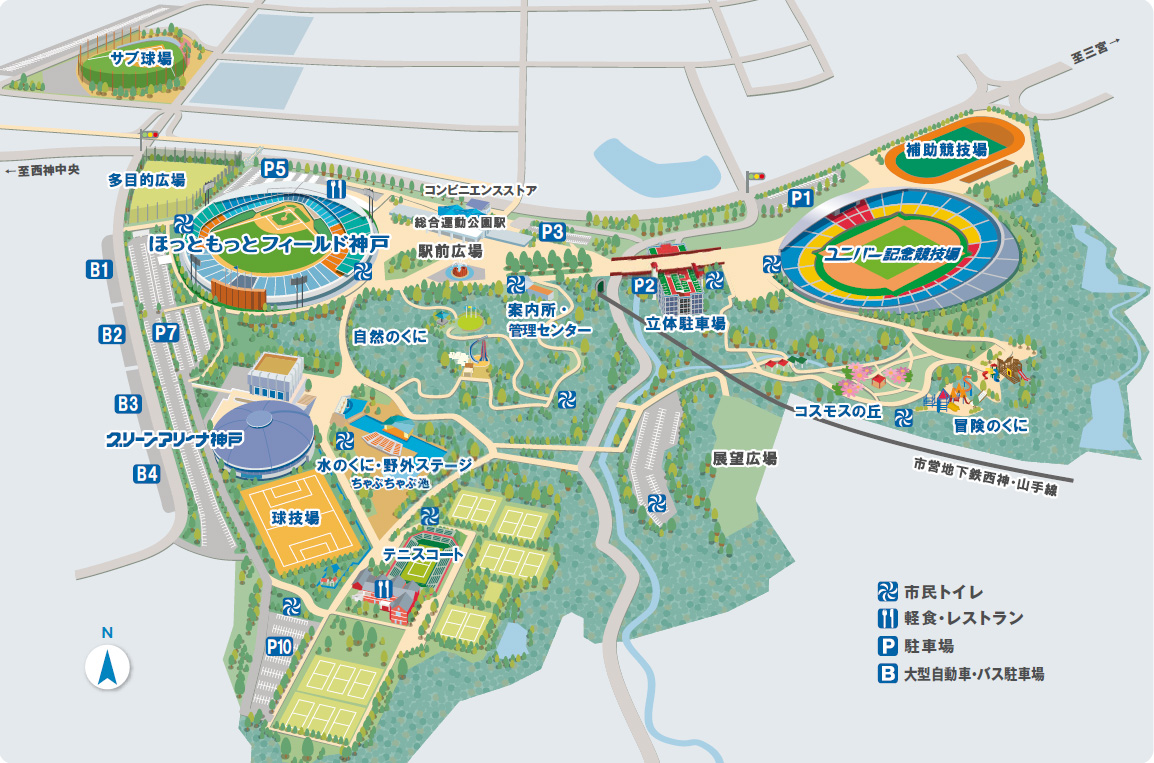 サブ球場
至三宮→
←至西神中央
多目的広場
P5
コンビニエンスストア
総合運動公園駅
駅前広場
P3
P1
補助競技場
ほっともっとフィールド神戸
ユニバー記念競技場
B1
B2
P7
B3
B4
自然のくに
案内所・
管理センター
P2
立体駐車場
コスモスの丘
冒険のくに
市営地下鉄西神・山手線
展望広場
グリーンアリーナ神戸
水のくに・野外ステージ
ちゃぷちゃぷ池
球技場
テニスコート
P10
N
市民トイレ
軽食・レストラン
P 駐車場
B 大型自動車・バス駐車場